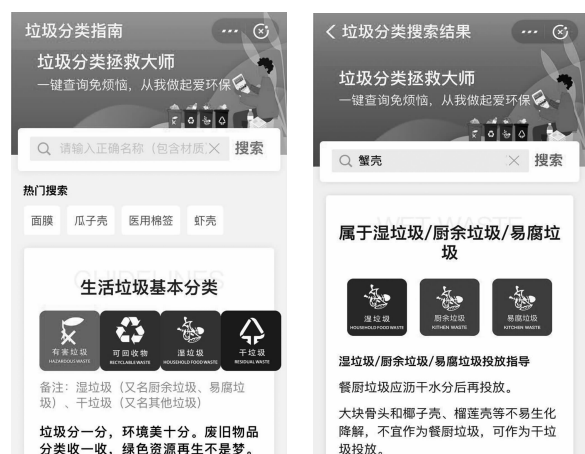 垃圾分类指南
垃圾分类拯救大师
一键查询免烦恼，从我做起爱环保
请输入正确名称（包含材质
搜索
热门搜索
面膜
瓜子壳
医用棉签
虾壳
GUIDELINES
生活垃圾基本分类
有害垃圾
HAZARDOUS WASTE
可回收物
RECYCLABLE WASTE
湿垃圾
HOUSEHOLD FOOD WASTE
干垃圾
RESIDUAL WASTE
备注：湿垃圾（又名厨余垃圾、易腐垃
圾）、干垃圾（又名其他垃圾）
垃圾分一分，环境美十分。废旧物品
分类收一收，绿色资源再生不是梦。
垃圾分类搜索结果
垃圾分类拯救大师
一键查询免烦恼，从我做起爱环保
蟹壳
搜索
WET WASTE
属于湿垃圾/厨余垃圾/易腐垃
圾
湿垃圾
HOUSEHOLD FOOD WASTE
厨余垃圾
KITHEN WASTE
易腐垃圾
KITCHEN WASTE
湿垃圾/厨余垃圾/易腐垃圾投放指导
餐厨垃圾应沥干水分后再投放。
大块骨头和椰子壳、榴莲壳等不易生化
降解，不宜作为餐厨垃圾，可作为干垃
圾投放。